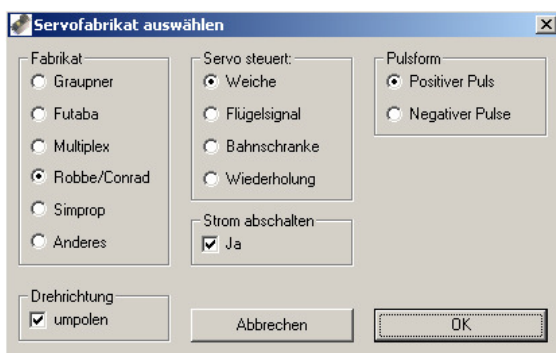 Servofabrikat auswählen
Fabrikat
Graupner
Futaba
Multiplex
Robbe/Conrad
Simprop
Anderes
Drehrichtung
umpolen
Servo steuert:
Weiche
Flügelsignal
Bahnschranke
Wiederholung
Strom abschalten
Ja
Pulsform
Positiver Puls
Negativer Pulse
Abbrechen
OK